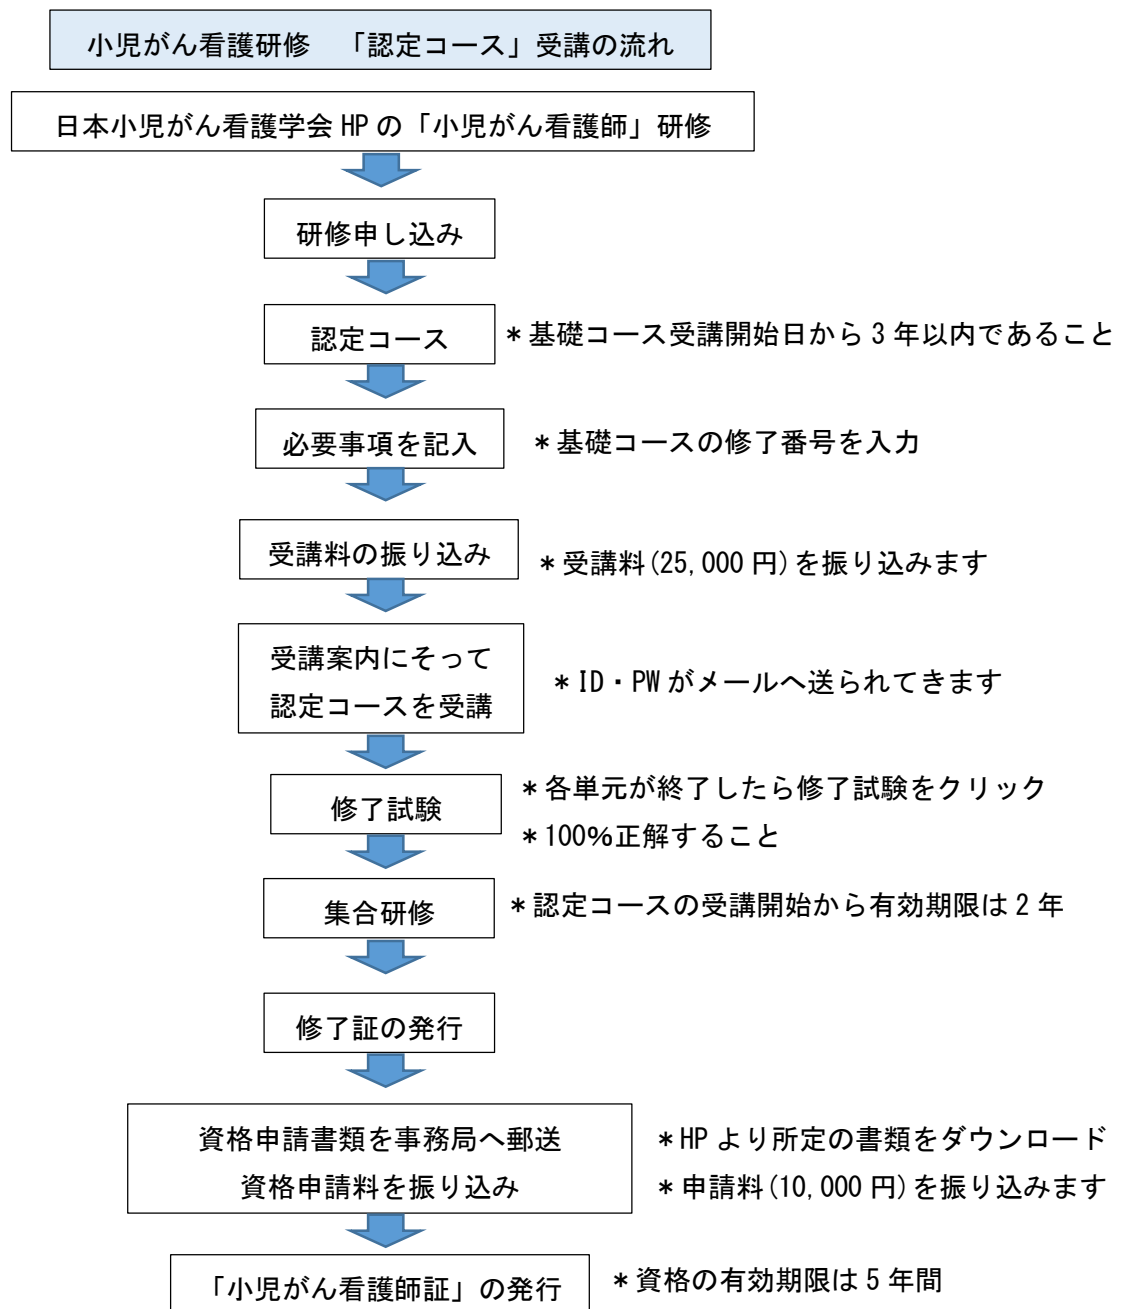 小児がん看護研修　「認定コース」受講の流れ
日本小児がん看護学会 HP の「小児がん看護師」研修
研修申し込み
認定コース
＊基礎コース受講開始日から 3 年以内であること
必要事項を記入
＊基礎コースの修了番号を入力
受講料の振り込み
＊受講料(25,000 円)を振り込みます
受講案内にそって
認定コースを受講
＊ID・PW がメールへ送られてきます
修了試験
＊各単元が終了したら修了試験をクリック
＊100%正解すること
集合研修
＊認定コースの受講開始から有効期限は 2 年
修了証の発行
資格申請書類を事務局へ郵送
資格申請料を振り込み
＊HP より所定の書類をダウンロード
＊申請料(10,000 円)を振り込みます
「小児がん看護師証」の発行
＊資格の有効期限は 5 年間